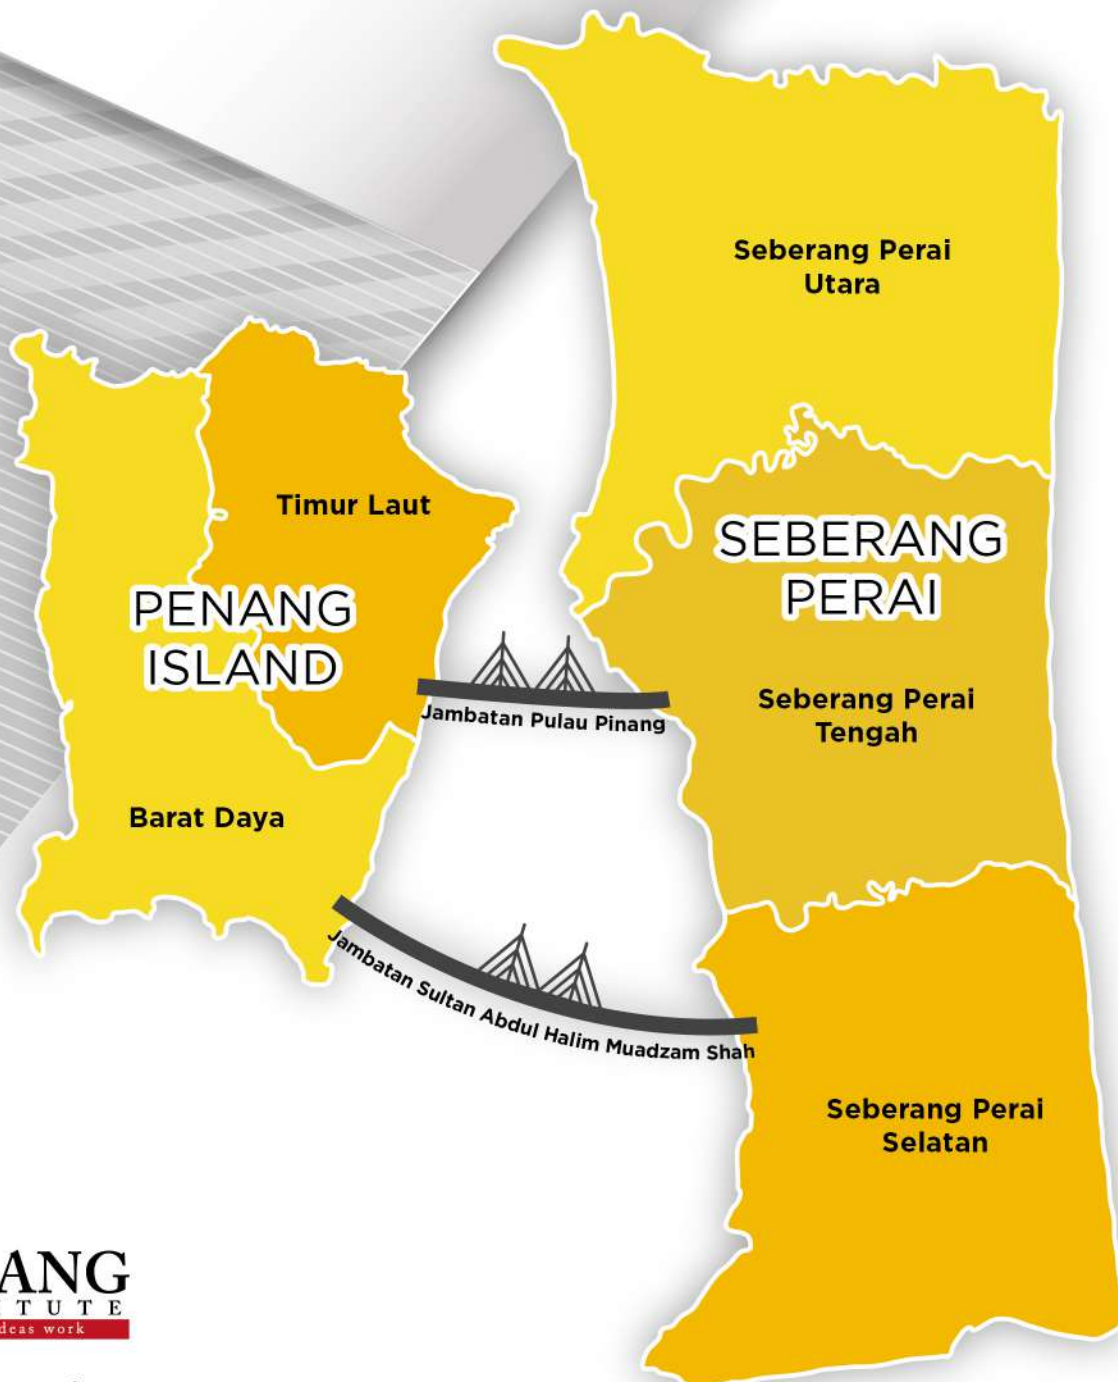 Seberang Perai
Utara
Timur Laut
SEBERANG
PERAI
PENANG
ISLAND
Seberang Perai
Tengah
Jambatan Pulau Pinang
Barat Daya
Jambatan Sultan Abdul Halim Muadzam Shah
Seberang Perai
Selatan
ANG
ITUTE
deas work